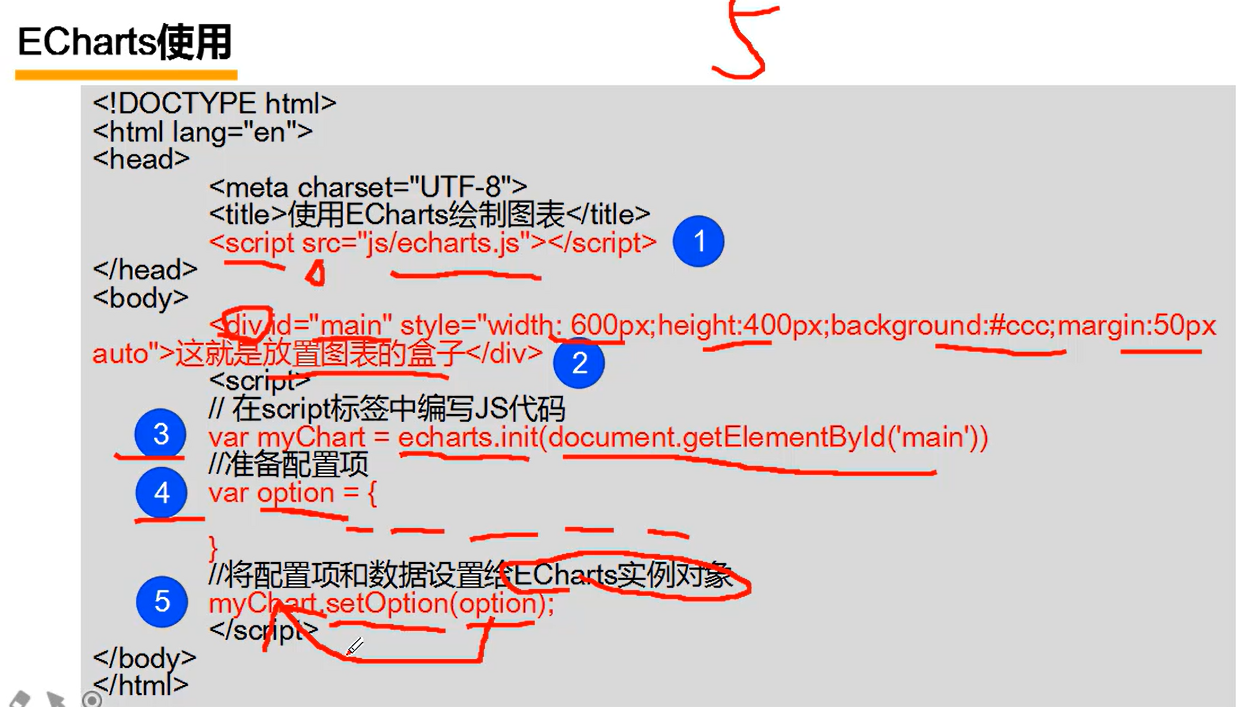 ECharts使用
5
<!DOCTYPE html>
<html lang="en">
<head>
<meta charset="UTF-8">
<title>使用ECharts绘制图表</title>
<script src="js/echarts.js"></script> 1
</head>
<body>
<div id="main" style="width: 600px;height:400px;background:#ccc;margin:50px
auto">这就是放置图表的盒子</div> 2
<script>
// 在script标签中编写JS代码
3 var myChart = echarts.init(document.getElementById('main'))
//准备配置项
4 var option = {
}
//将配置项和数据设置给ECharts实例对象
5 myChart.setOption(option);
</script>
</body>
</html>